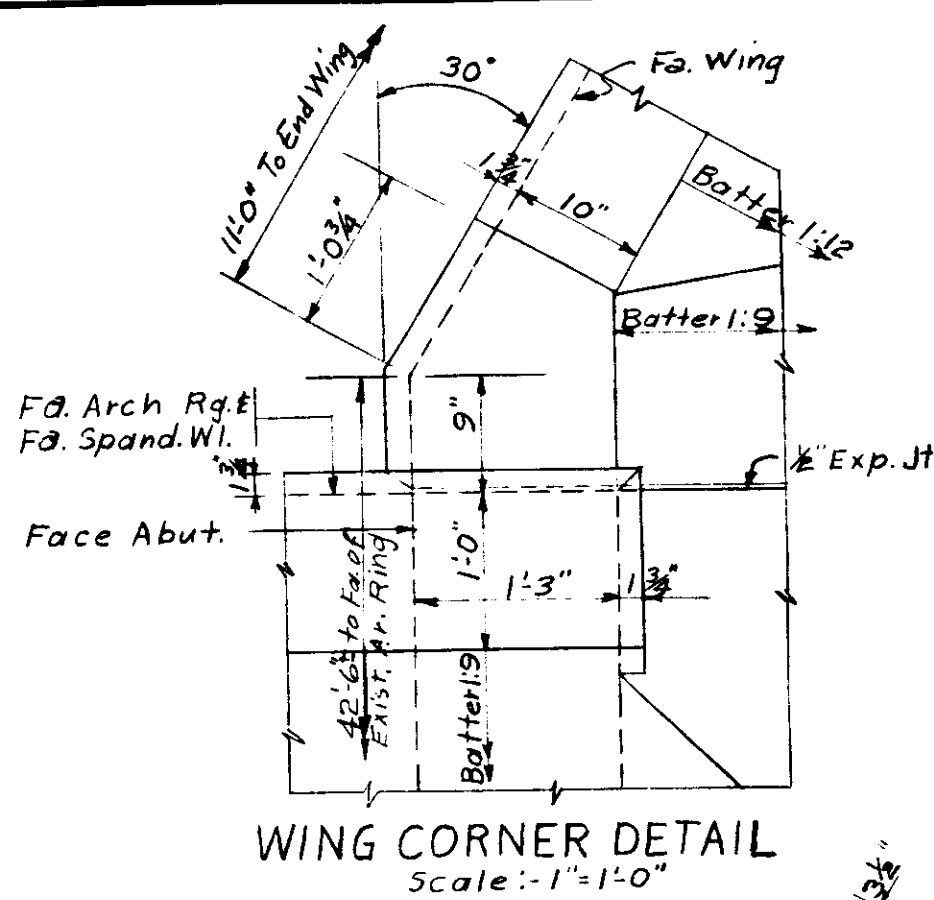 11'-0" To End Wing
30°
Fa. Wing
1 3/4"
10"
Batter 1:12
1'-0 3/4"
Batter 1:9
Fa. Arch Rg. &
Fa. Spand. Wl.
9"
1 3/4"
1/2" Exp. Jt
Face Abut.
42'-6"± to Fa. of
Exist. Ar. Ring
1'-0"
1'-3"
1 3/4"
Batter 1:9
WING CORNER DETAIL
Scale:- 1"=1'-0"
3 1/2"